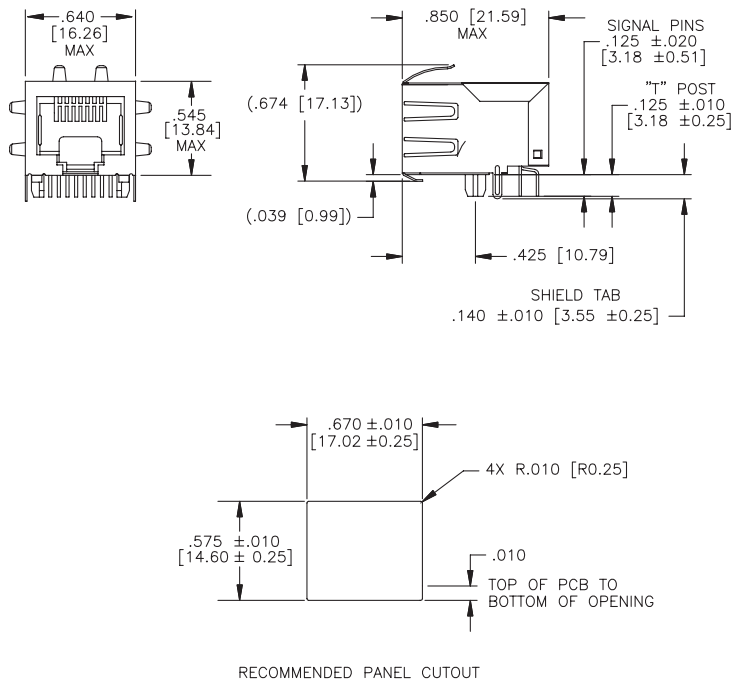 .640
[16.26]
MAX
.545
[13.84]
MAX
.850 [21.59]
MAX
(.674 [17.13])
(.039 [0.99])
SIGNAL PINS
.125 ±.020
[3.18 ±0.51]
"T" POST
.125 ±.010
[3.18 ±0.25]
.425 [10.79]
SHIELD TAB
.140 ±.010 [3.55 ±0.25]
.670 ±.010
[17.02 ±0.25]
4X R.010 [R0.25]
.575 ±.010
[14.60 ± 0.25]
.010
TOP OF PCB TO
BOTTOM OF OPENING
RECOMMENDED PANEL CUTOUT